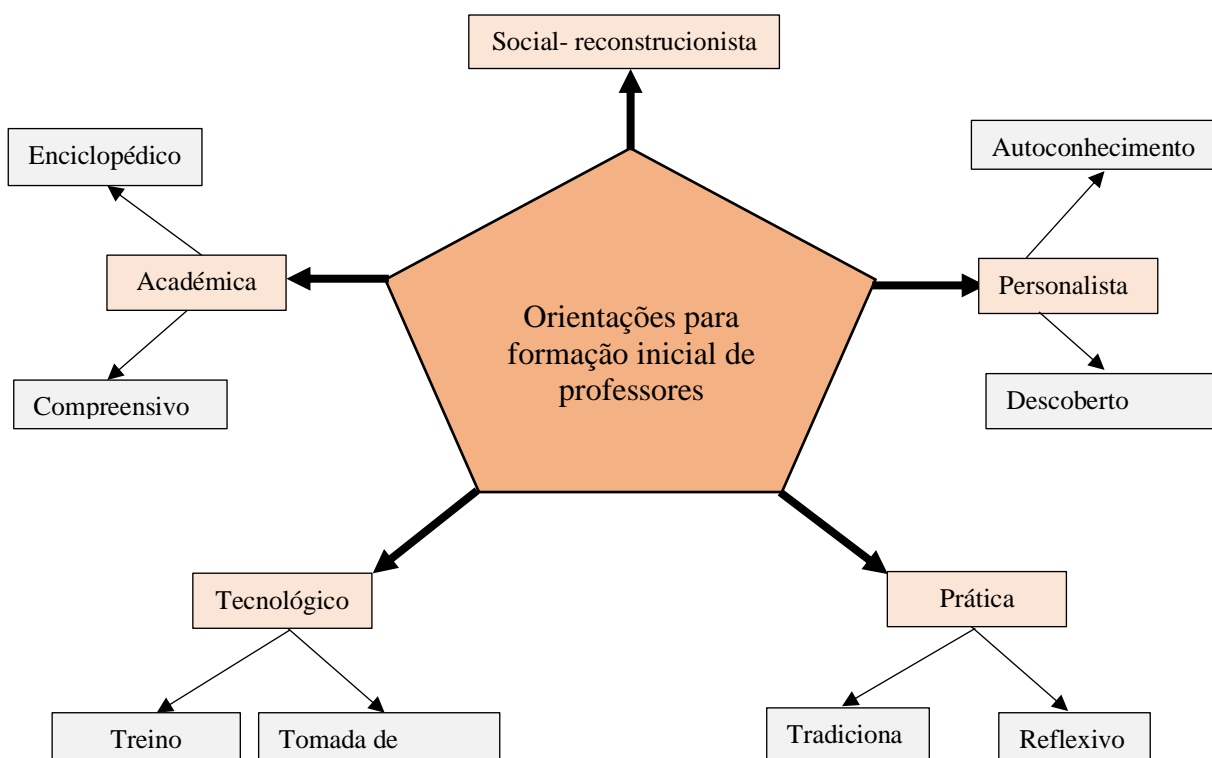 Social- reconstrucionista
Enciclopédico
Autoconhecimento
Académica
Personalista
Orientações para
formação inicial de
professores
Compreensivo
Descoberto
Tecnológico
Prática
Treino
Tomada de
Tradiciona
Reflexivo